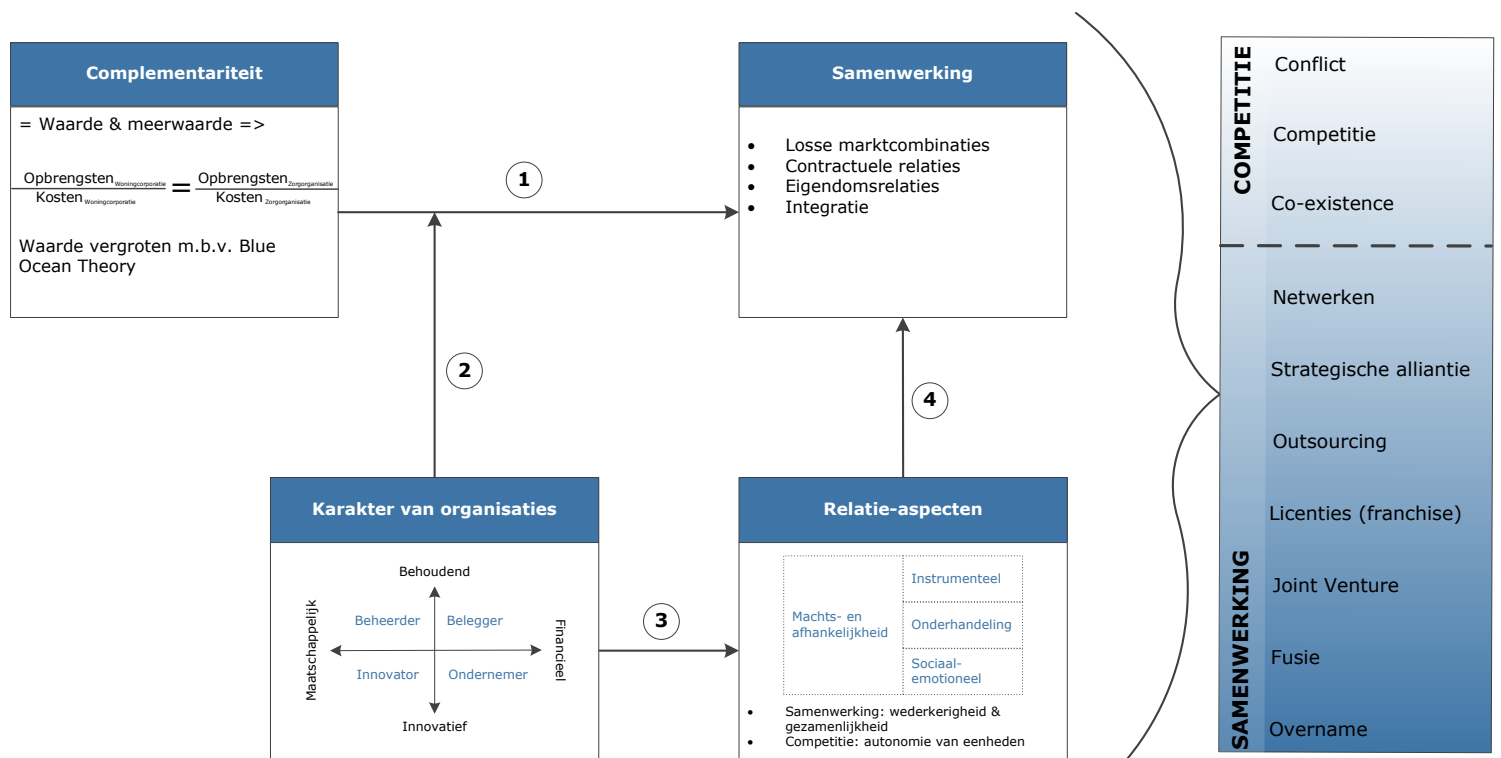 Complementariteit
= Waarde & meerwaarde =>
Opbrengsten Woningcorporatie = Opbrengsten Zorgorganisatie
Kosten Woningcorporatie Kosten Zorgorganisatie
Waarde vergroten m.b.v. Blue
Ocean Theory
1
Samenwerking
• Losse marktcombinaties
• Contractuele relaties
• Eigendomsrelaties
• Integratie
2
4
Karakter van organisaties
Behoudend
Maatschappelijk
Beheerder
Belegger
Financieel
Innovator
Ondernemer
Innovatief
3
Relatie-aspecten
Machts- en
afhankelijkheid
Instrumenteel
Onderhandeling
Sociaal-
emotioneel
• Samenwerking: wederkerigheid &
gezamenlijkheid
• Competitie: autonomie van eenheden
COMPETITIE
Conflict
Competitie
Co-existence
SAMENWERKING
Netwerken
Strategische alliantie
Outsourcing
Licenties (franchise)
Joint Venture
Fusie
Overname